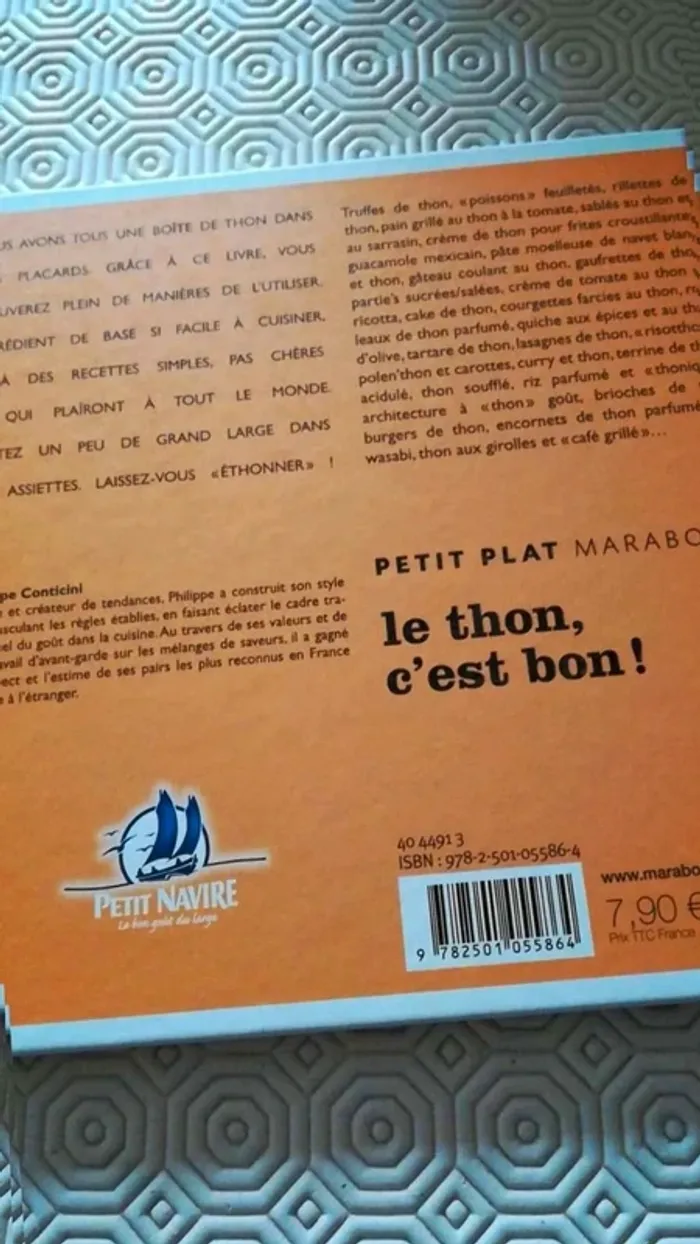 US AVONS TOUS UNE BOÎTE DE THON DANS
PLACARDS. GRÂCE À CE LIVRE, VOUS
UVEREZ PLEIN DE MANIÈRES DE L'UTILISER.
RÉDIENT DE BASE SI FACILE À CUISINER,
À DES RECETTES SIMPLES, PAS CHÈRES
QUI PLAÎRONT À TOUT LE MONDE.
TEZ UN PEU DE GRAND LARGE DANS
ASSIETTES. LAISSEZ-VOUS «ÉTHONNER» !
Truffes de thon, «poissons» feuilletés, rillettes de
thon, pain grillé au thon à la tomate, sablés au thon et
au sarrasin, crème de thon pour frites croustillante,
guacamole mexicain, pâte moelleuse de navet blan
et thon, gâteau coulant au thon, gaufrettes de tho
partie's sucrées/salées, crème de tomate au thon
ricotta, cake de thon, courgettes farcies au thon, ro
leaux de thon parfumé, quiche aux épices et au th
d'olive, tartare de thon, lasagnes de thon, «risotth
polen'thon et carottes, curry et thon, terrine de th
acidulé, thon soufflé, riz parfumé et «thoniq
architecture à «thon» goût, brioches de
burgers de thon, encornets de thon parfumé
wasabi, thon aux girolles et «café grillé»...
pe Conticini
et créateur de tendances, Philippe a construit son style
usculant les règles établies, en faisant éclater le cadre tra-
el du goût dans la cuisine. Au travers de ses valeurs et de
avail d'avant-garde sur les mélanges de saveurs, il a gagné
ect et l'estime de ses pairs les plus reconnus en France
à l'étranger.
PETIT PLAT MARABO
le thon,
c'est bon !
PETIT NAVIRE
Le bon goût du large
40 4491 3
ISBN : 978-2-501-05586-4
9 782501 055864
www.marabo
7,90 €
Prix TTC France